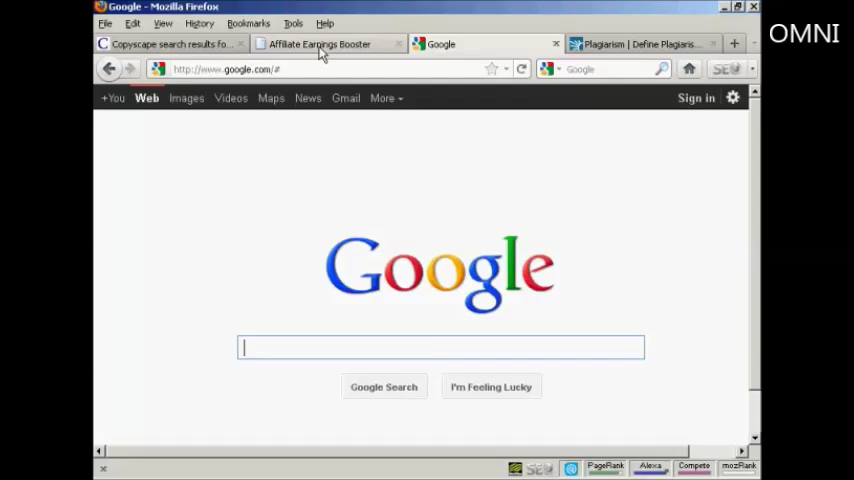 Google - Mozilla Firefox
OMNI
File Edit View History Bookmarks Tools Help
Copyscape search results fo... Affiliate Earnings Booster Google Plagiarism | Define Plagiaris...
http://www.google.com/# Google SEO
+You Web Images Videos Maps News Gmail More Sign in
Google
Google Search I'm Feeling Lucky
SEO PageRank Alexa Compete mozRank